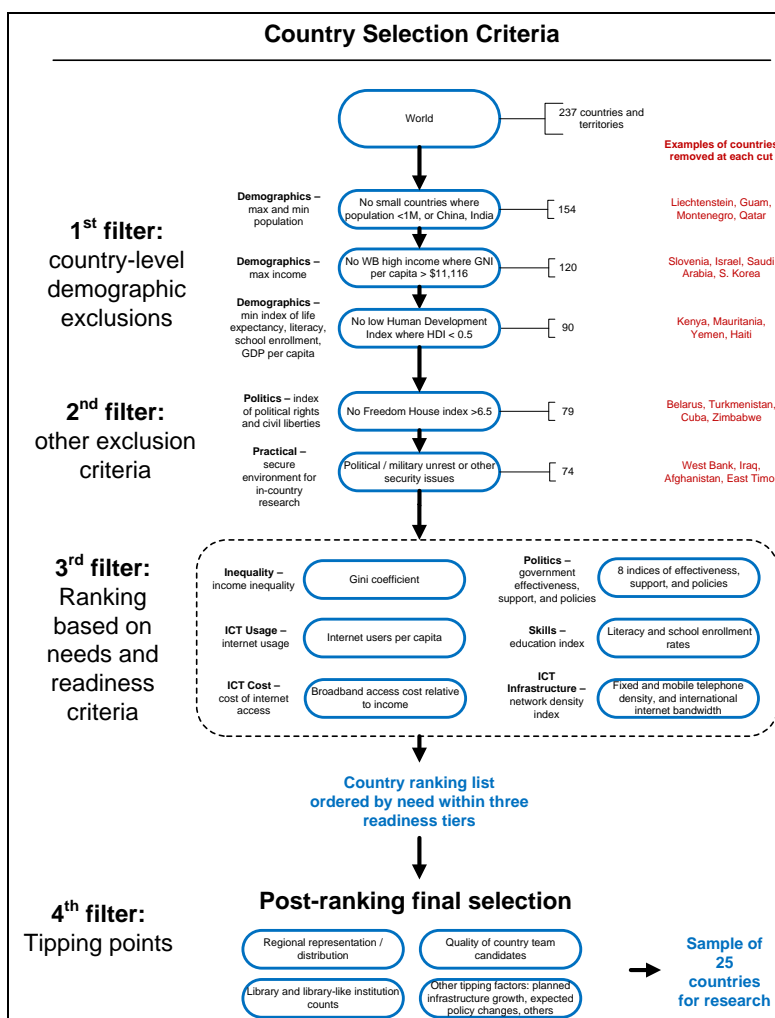 Country Selection Criteria
World
237 countries and
territories
Examples of countries
removed at each cut
1st filter:
country-level
demographic
exclusions
Demographics –
max and min
population
No small countries where
population <1M, or China, India
154
Liechtenstein, Guam,
Montenegro, Qatar
Demographics –
max income
No WB high income where GNI
per capita > $11,116
120
Slovenia, Israel, Saudi
Arabia, S. Korea
Demographics –
min index of life
expectancy, literacy,
school enrollment,
GDP per capita
No low Human Development
Index where HDI < 0.5
90
Kenya, Mauritania,
Yemen, Haiti
2nd filter:
other exclusion
criteria
Politics – index
of political rights
and civil liberties
No Freedom House index >6.5
79
Belarus, Turkmenistan,
Cuba, Zimbabwe
Practical –
secure
environment for
in-country
research
Political / military unrest or other
security issues
74
West Bank, Iraq,
Afghanistan, East Timo
3rd filter:
Ranking
based on
needs and
readiness
criteria
Inequality –
income inequality
Gini coefficient
Politics –
government
effectiveness,
support, and policies
8 indices of effectiveness,
support, and policies
ICT Usage –
internet usage
Internet users per capita
Skills –
education index
Literacy and school enrollment
rates
ICT Cost –
cost of internet
access
Broadband access cost relative
to income
ICT
Infrastructure –
network density
index
Fixed and mobile telephone
density, and international
internet bandwidth
Country ranking list
ordered by need within three
readiness tiers
4th filter:
Tipping points
Post-ranking final selection
Regional representation /
distribution
Quality of country team
candidates
Library and library-like institution
counts
Other tipping factors: planned
infrastructure growth, expected
policy changes, others
Sample of
25
countries
for research